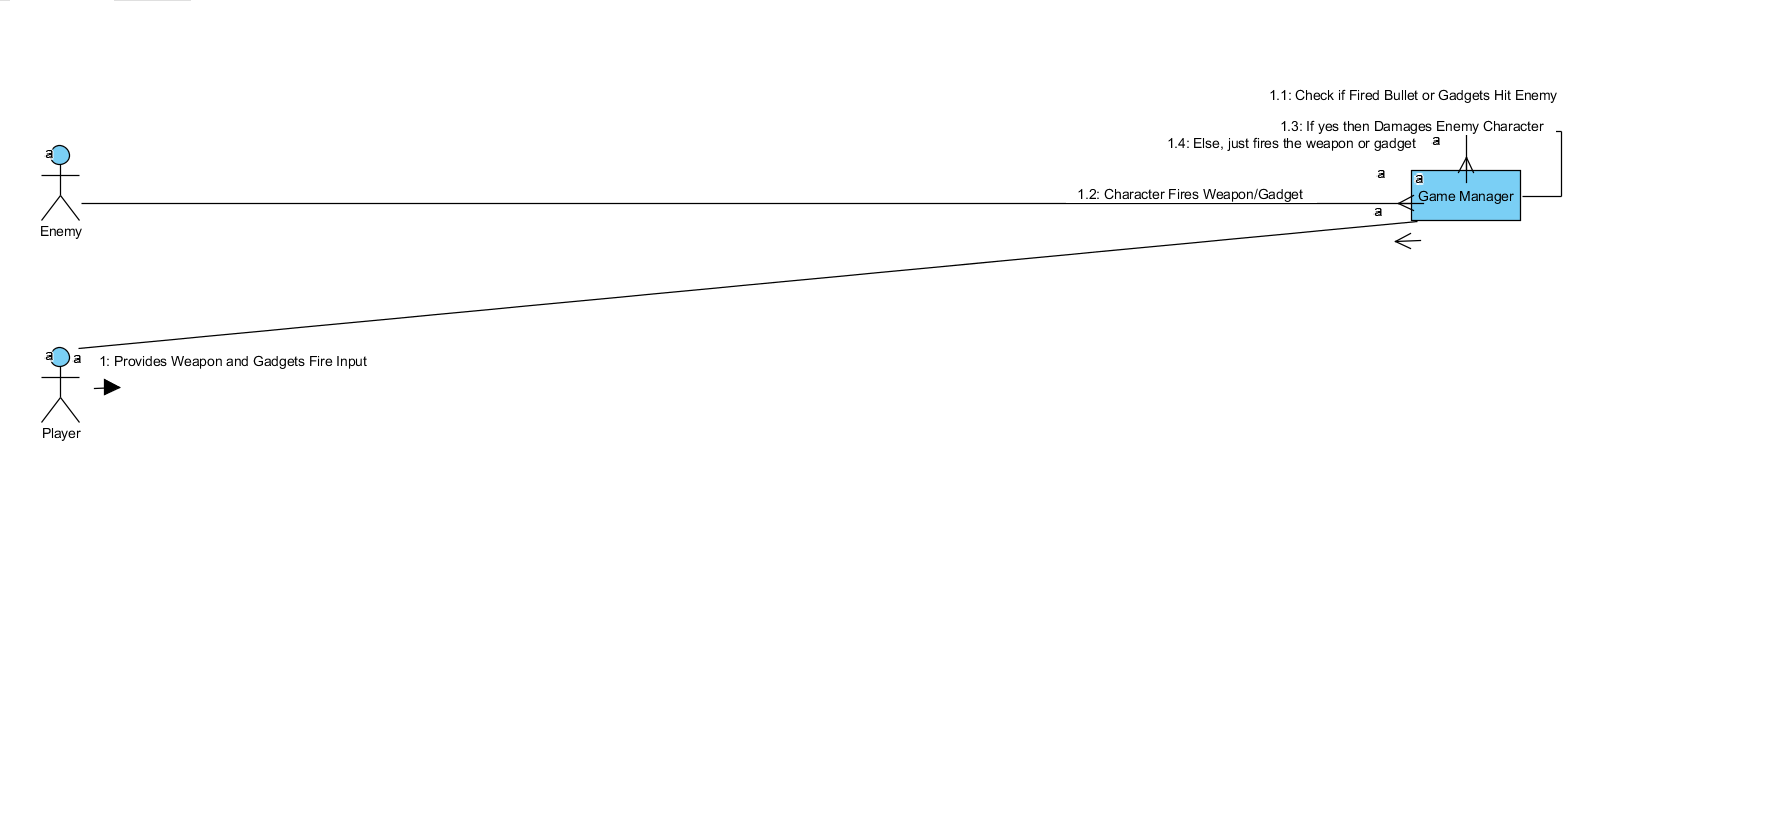 1.1: Check if Fired Bullet or Gadgets Hit Enemy
1.3: If yes then Damages Enemy Character
1.4: Else, just fires the weapon or gadget
a
a
a
a
Game Manager
1.2: Character Fires Weapon/Gadget
a
Enemy
a
a
1: Provides Weapon and Gadgets Fire Input
Player